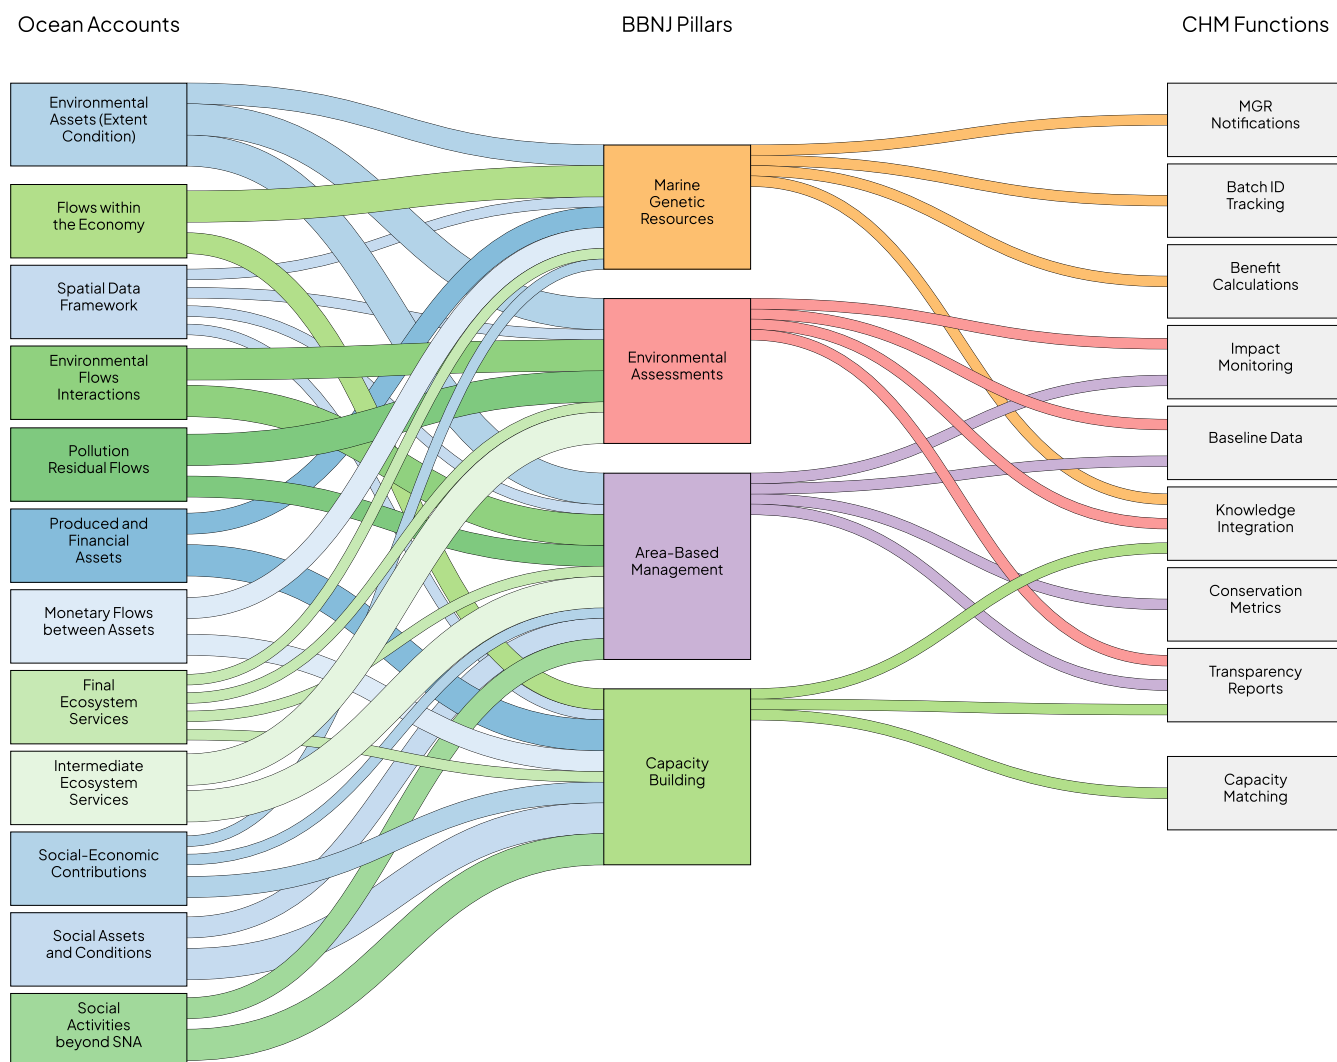 Ocean Accounts
BBNJ Pillars
CHM Functions
Environmental
Assets (Extent
Condition)
Flows within
the Economy
Spatial Data
Framework
Environmental
Flows
Interactions
Pollution
Residual Flows
Produced and
Financial
Assets
Monetary Flows
between Assets
Final
Ecosystem
Services
Intermediate
Ecosystem
Services
Social-Economic
Contributions
Social Assets
and Conditions
Social
Activities
beyond SNA
Marine
Genetic
Resources
Environmental
Assessments
Area-Based
Management
Capacity
Building
MGR
Notifications
Batch ID
Tracking
Benefit
Calculations
Impact
Monitoring
Baseline Data
Knowledge
Integration
Conservation
Metrics
Transparency
Reports
Capacity
Matching